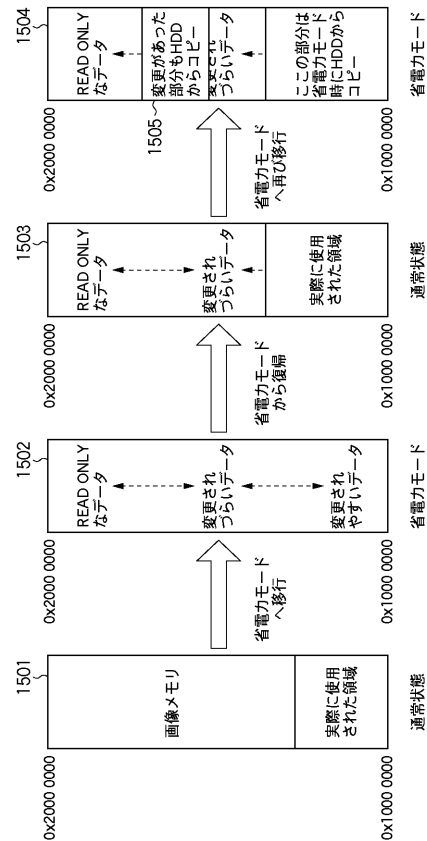 1501
0x2000 0000
画像メモリ
実際に使用
された領域
0x1000 0000
通常状態
省電力モード
へ移行
1502
0x2000 0000
READ ONLY
なデータ
変更され
づらいデータ
変更され
やすいデータ
0x1000 0000
省電力モード
省電力モード
から復帰
1503
0x2000 0000
READ ONLY
なデータ
変更され
づらいデータ
実際に使用
された領域
0x1000 0000
通常状態
省電力モード
へ再び移行
1504
0x2000 0000
READ ONLY
なデータ
変更があった
部分もHDD
からコピー
1505
変更され
づらいデータ
ここの部分は
省電力モード
時にHDDから
コピー
0x1000 0000
省電力モード